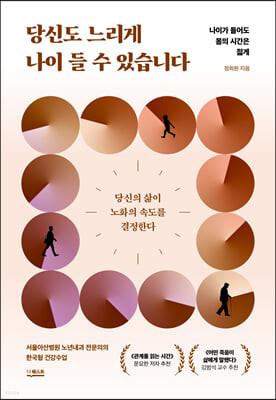 당신도 느리게
나이 들 수 있습니다
나이가 들어도
몸의 시간은
젊게
정희원 지음
당신의 삶이
노화의 속도를
결정한다
서울아산병원 노년내과 전문의의
한국형 건강수업
더 퀘스트
《관계를 읽는 시간》
문요한 저자 추천
《어떤 죽음이
삶에게 말했다》
김범석 교수 추천